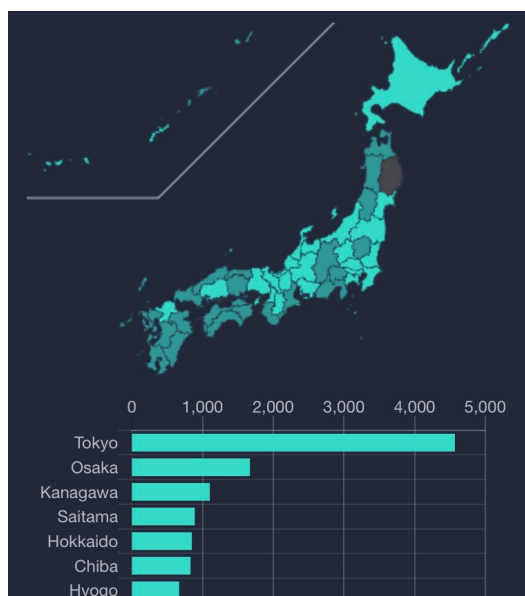 0 1,000 2,000 3,000 4,000 5,000
Tokyo
Osaka
Kanagawa
Saitama
Hokkaido
Chiba
Hyogo